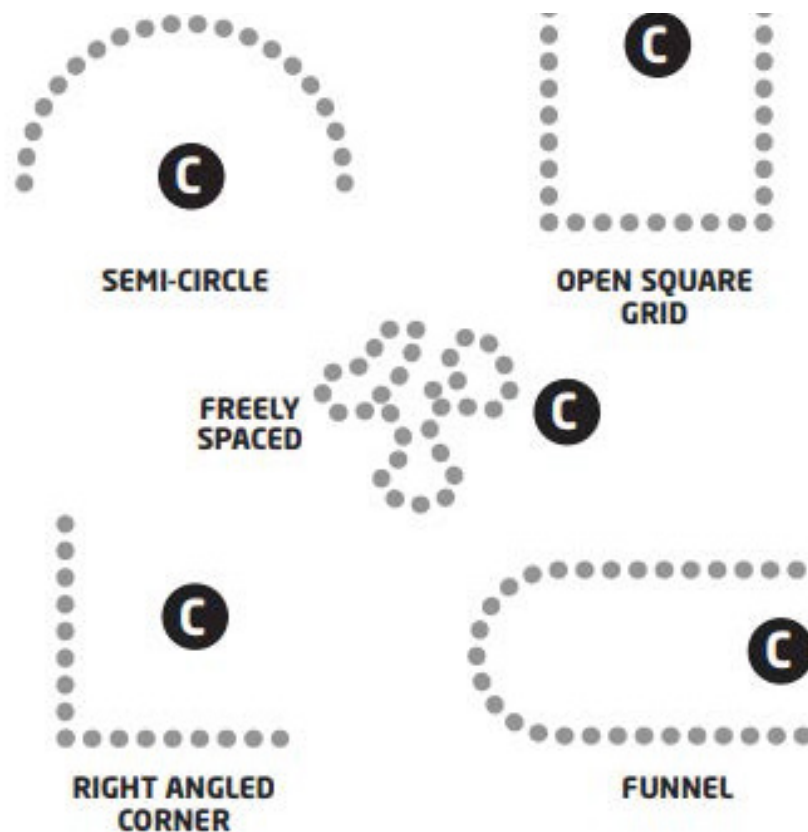 C
C
SEMI-CIRCLE
OPEN SQUARE
GRID
FREELY
SPACED
C
C
C
RIGHT ANGLED
CORNER
FUNNEL